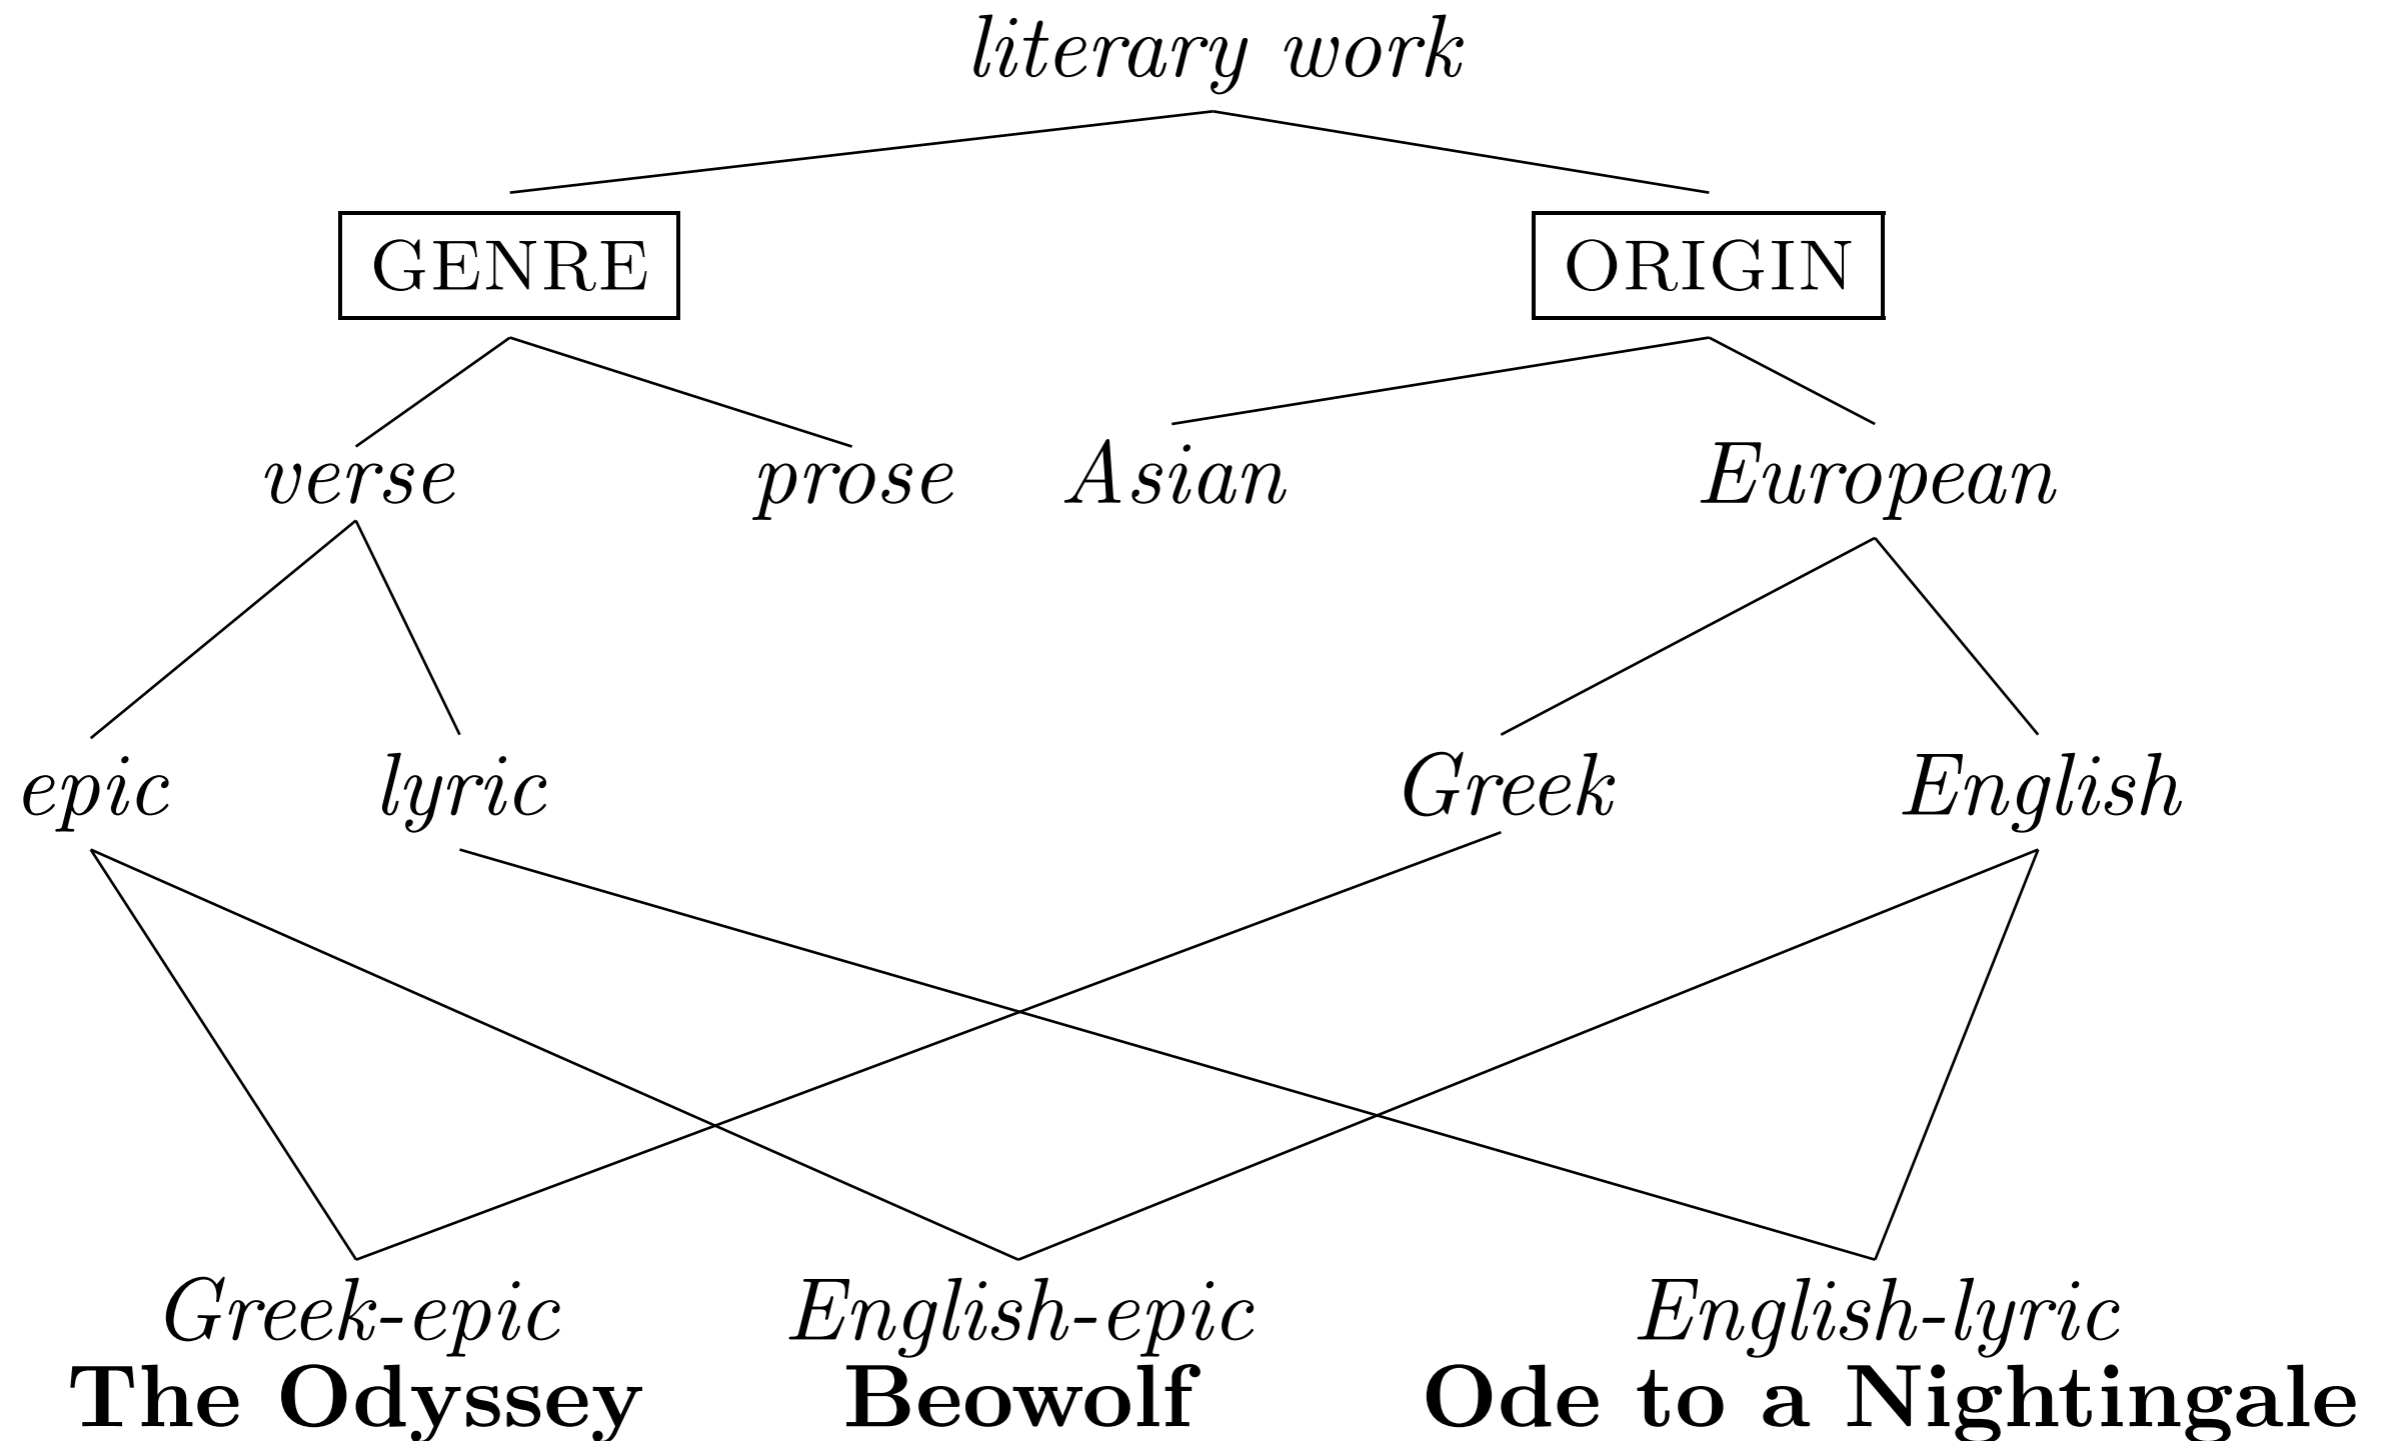 literary work
GENRE ORIGIN
verse prose Asian European
epic lyric Greek English
Greek-epic English-epic English-lyric
The Odyssey Beowolf Ode to a Nightingale